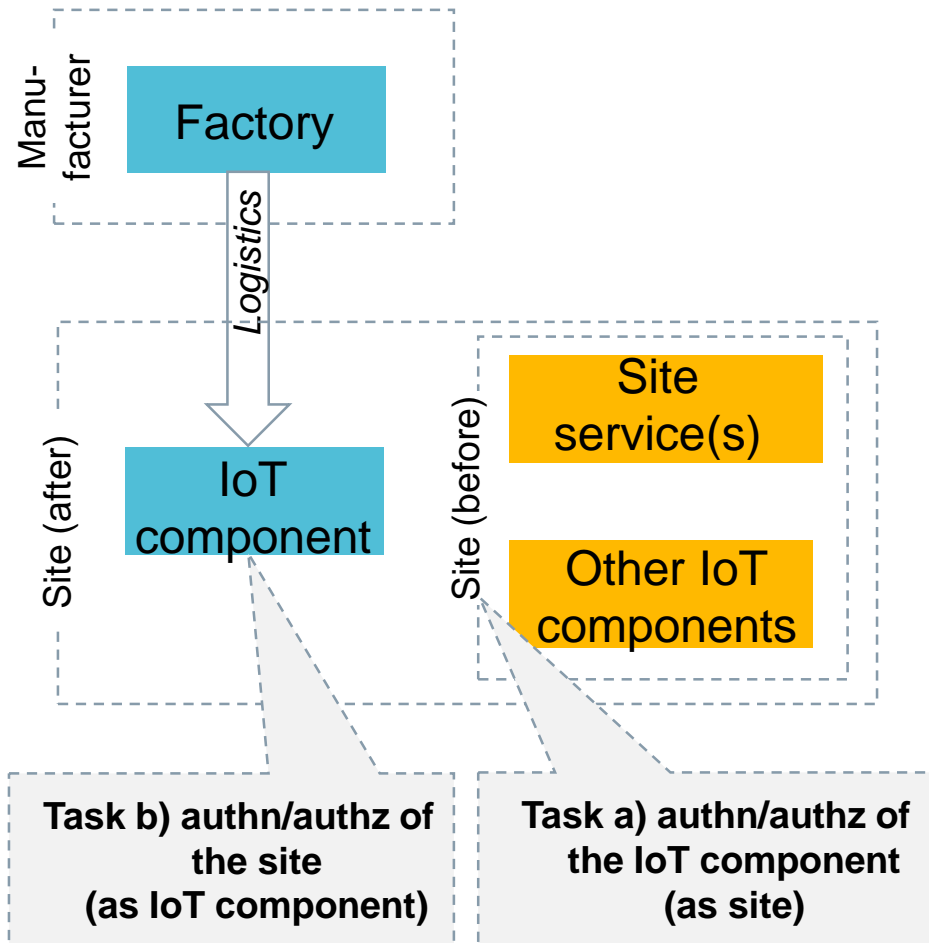 Manu-
facturer
Factory
Logistics
Site (after)
IoT
component
Site (before)
Site
service(s)
Other IoT
components
Task b) authn/authz of
the site
(as IoT component)
Task a) authn/authz of
the IoT component
(as site)